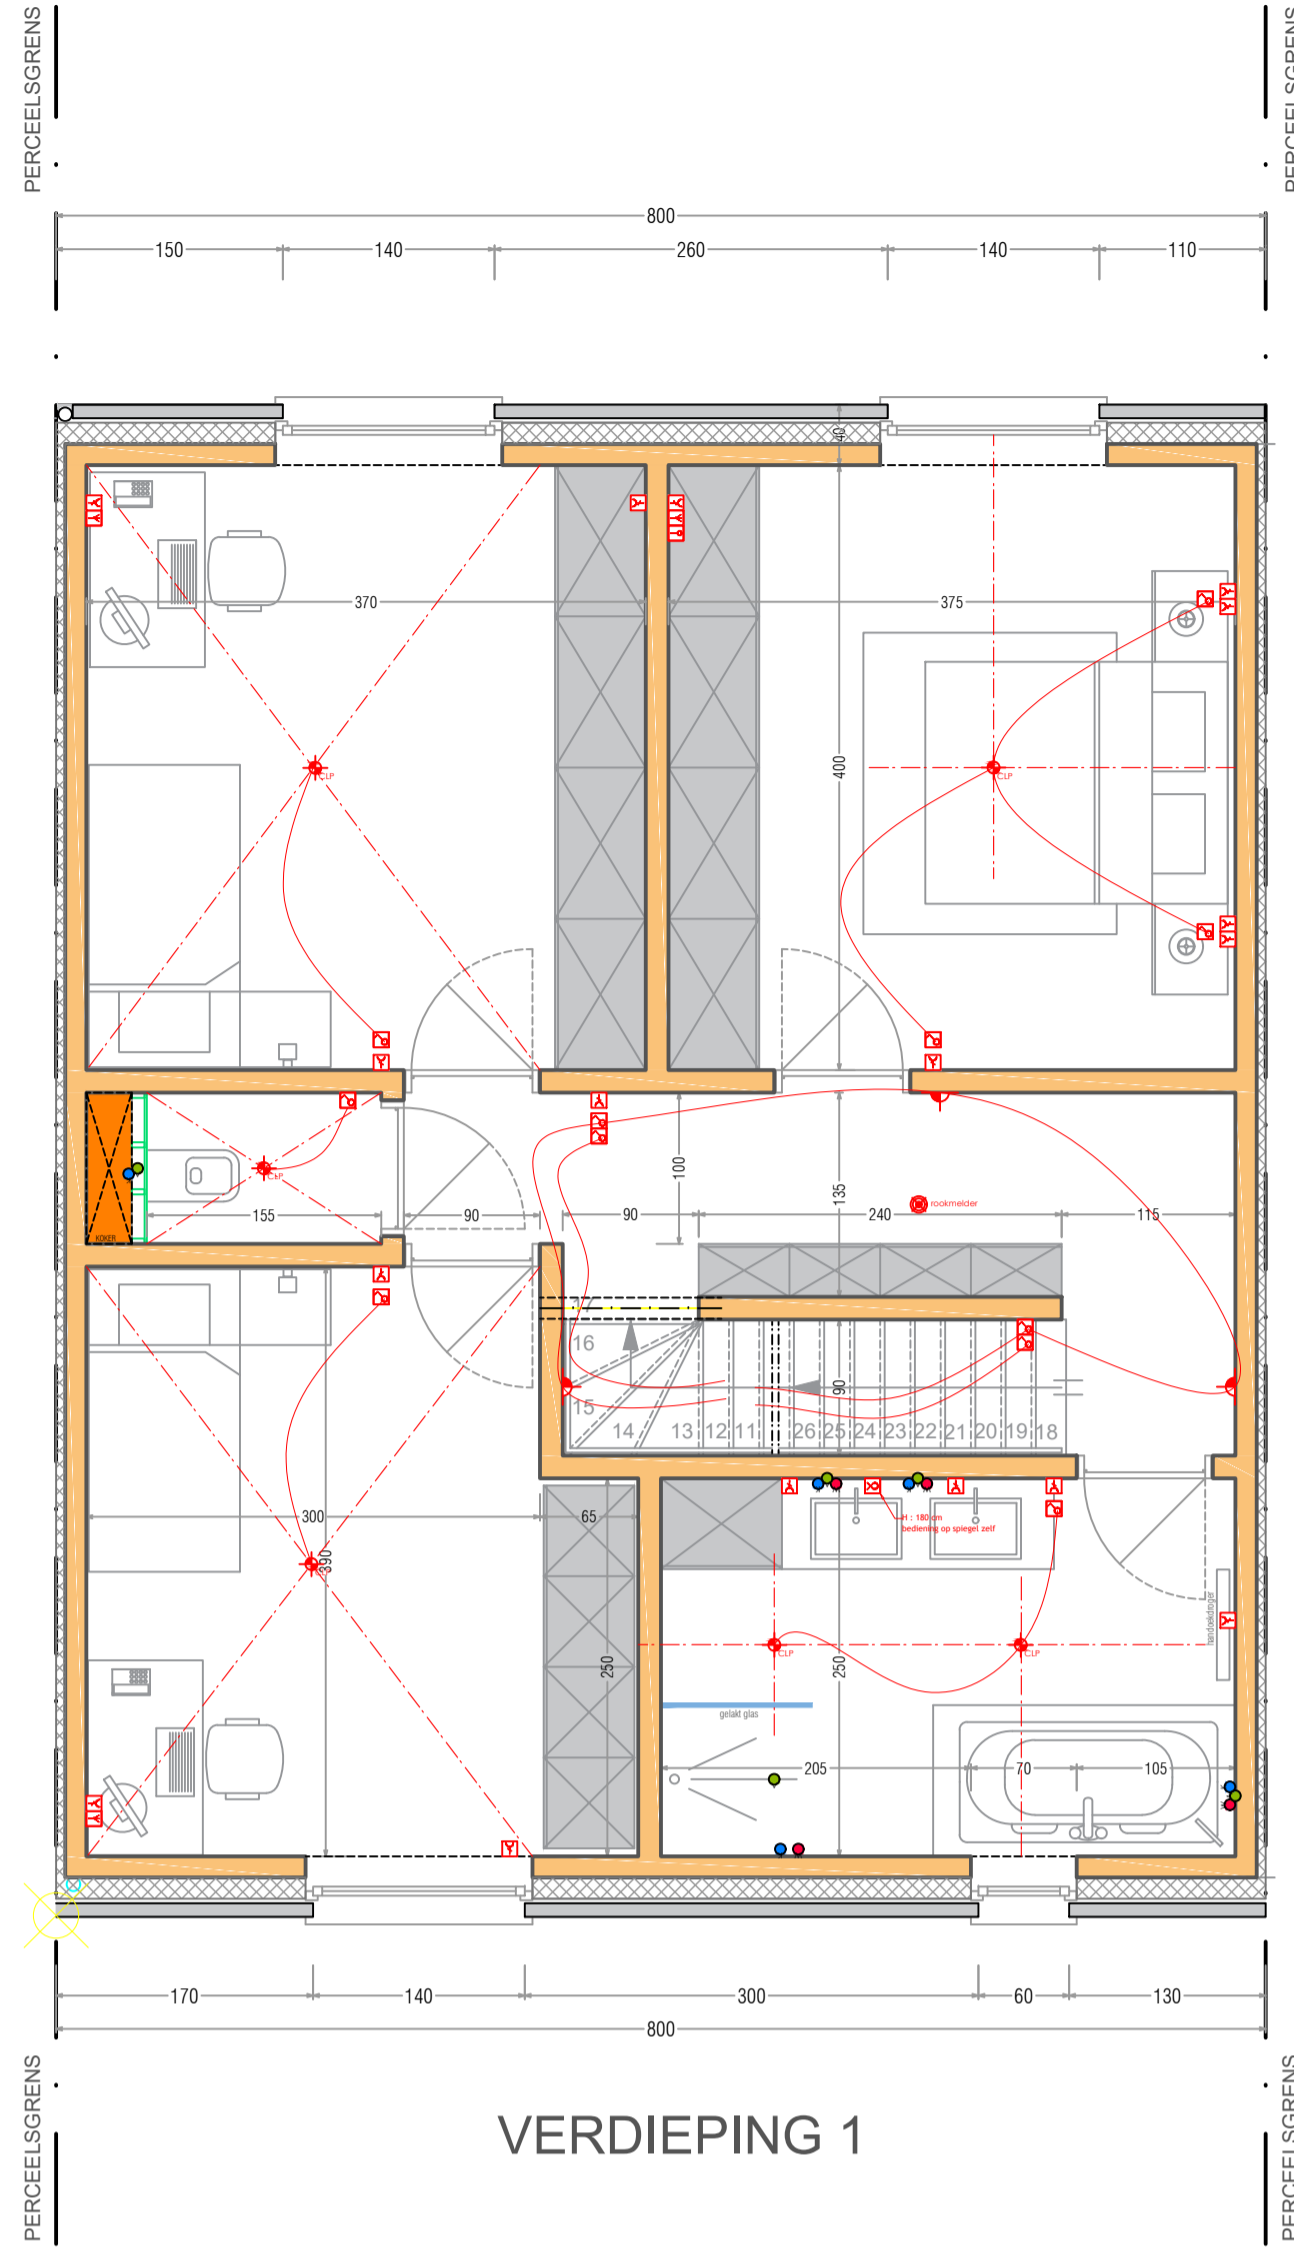 PERCEELSGRENS
PERCEELSGRENS
800
150 140 260 140 110
40
370 375
CLP CLP
400
KOKER
CLP
155 90 90 240 115
100
135
rookmelder
17
16
15
14 13 12 11 26 25 24 23 22 21 20 19 18
90
H : 180 cm
bediening op spiegel zelf
300 65
390
250 250
handoekdroger
CLP CLP
gelakt glas
205 70 105
170 140 300 60 130
800
PERCEELSGRENS
PERCEELSGRENS
VERDIEPING 1